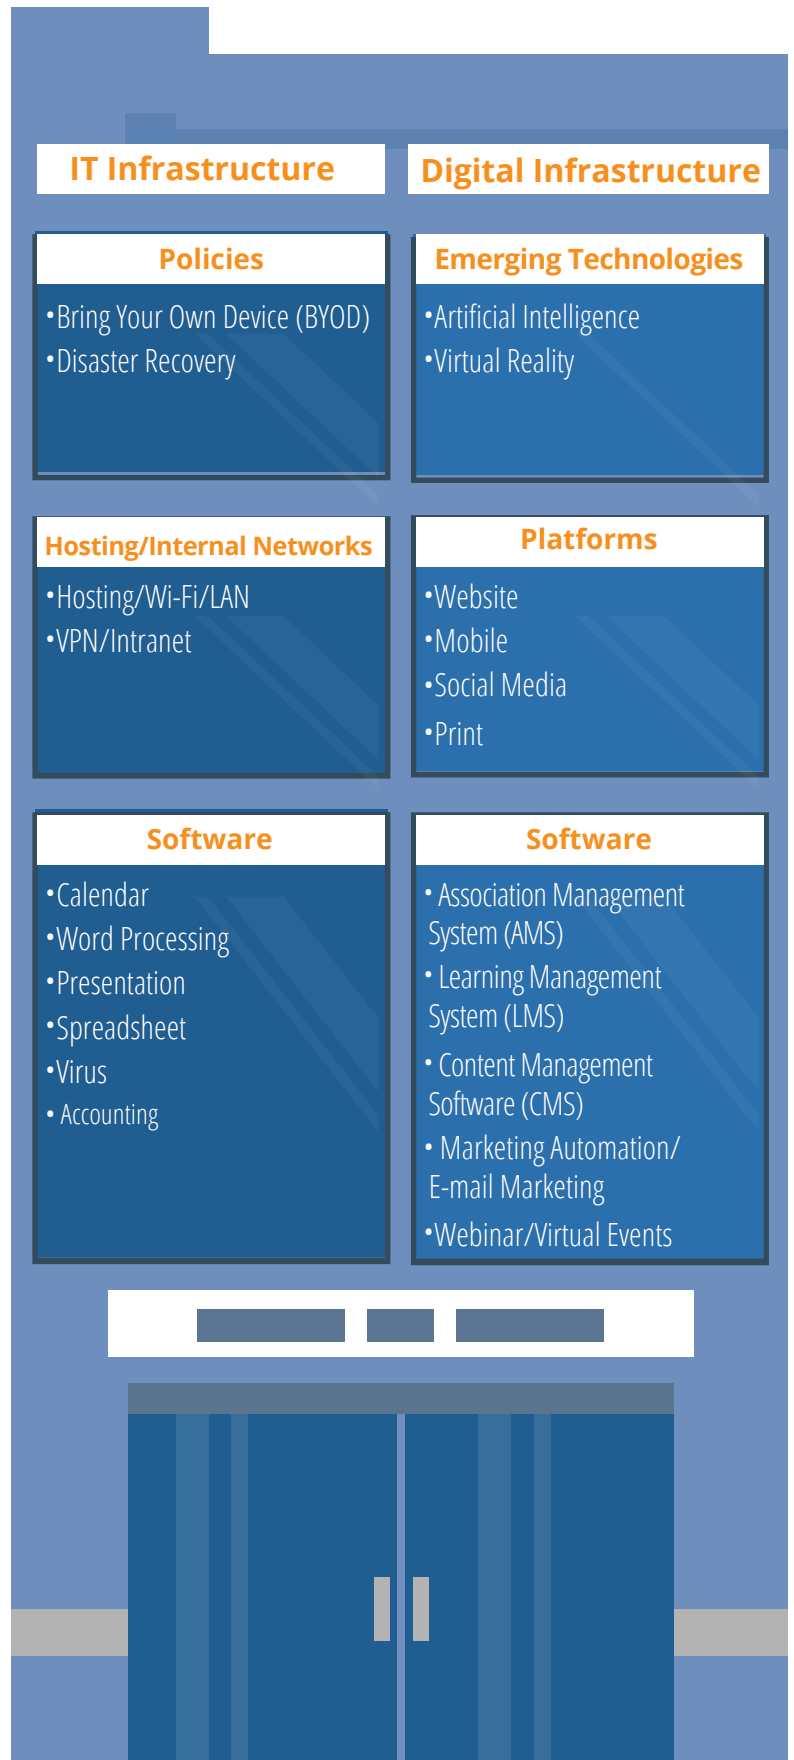 IT Infrastructure
Policies
•Bring Your Own Device (BYOD)
•Disaster Recovery
Hosting/Internal Networks
•Hosting/Wi-Fi/LAN
•VPN/Intranet
Software
•Calendar
•Word Processing
•Presentation
•Spreadsheet
•Virus
• Accounting
Digital Infrastructure
Emerging Technologies
•Artificial Intelligence
•Virtual Reality
Platforms
•Website
•Mobile
•Social Media
•Print
Software
• Association Management
System (AMS)
• Learning Management
System (LMS)
• Content Management
Software (CMS)
• Marketing Automation/
E-mail Marketing
•Webinar/Virtual Events